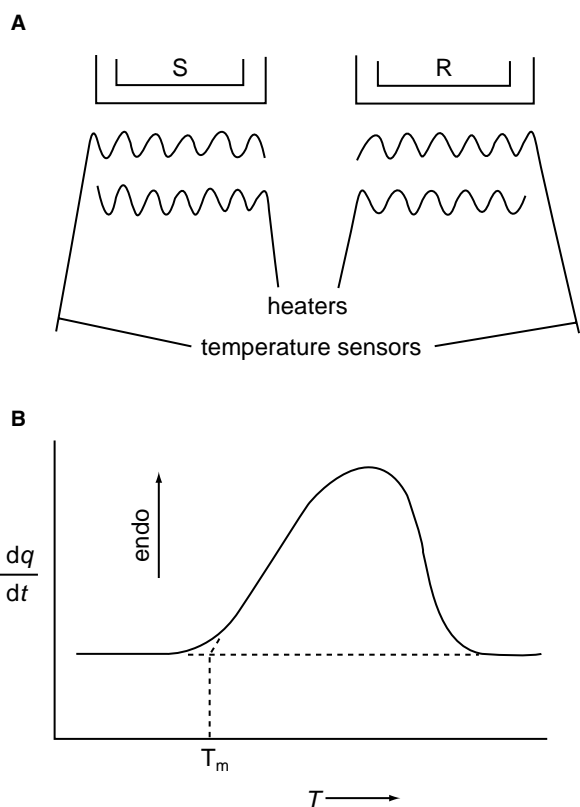 A
S R
heaters
temperature sensors
B
endo
dq
dt
Tm
T